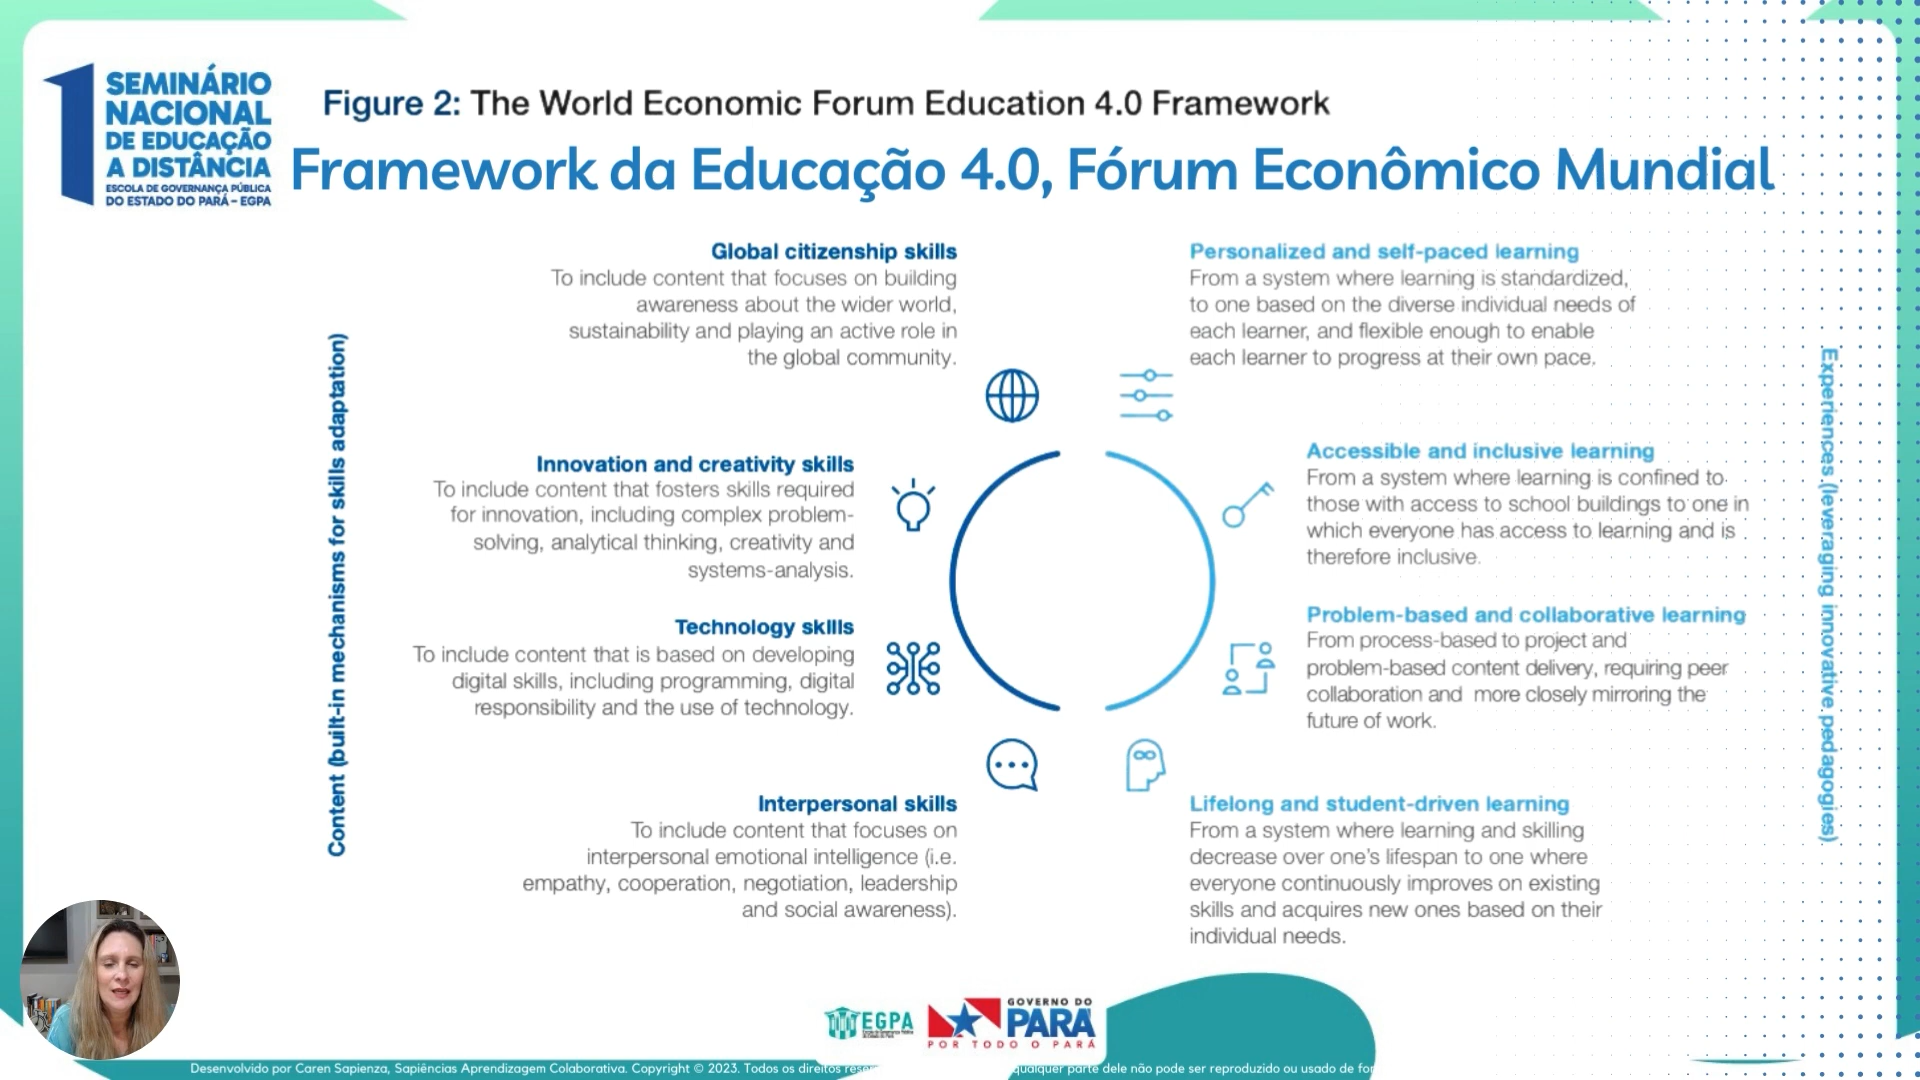 1 SEMINÁRIO
NACIONAL
DE EDUCAÇÃO
A DISTÂNCIA
ESCOLA DE GOVERNANÇA PÚBLICA
DO ESTADO DO PARÁ – EGPA
Figure 2: The World Economic Forum Education 4.0 Framework
Framework da Educação 4.0, Fórum Econômico Mundial
Content (built-in mechanisms for skills adaptation)
Global citizenship skills
To include content that focuses on building
awareness about the wider world,
sustainability and playing an active role in
the global community.
Innovation and creativity skills
To include content that fosters skills required
for innovation, including complex problem-
solving, analytical thinking, creativity and
systems-analysis.
Technology skills
To include content that is based on developing
digital skills, including programming, digital
responsibility and the use of technology.
Interpersonal skills
To include content that focuses on
interpersonal emotional intelligence (i.e.
empathy, cooperation, negotiation, leadership
and social awareness).
Personalized and self-paced learning
From a system where learning is standardized,
to one based on the diverse individual needs of
each learner, and flexible enough to enable
each learner to progress at their own pace.
Accessible and inclusive learning
From a system where learning is confined to
those with access to school buildings to one in
which everyone has access to learning and is
therefore inclusive.
Problem-based and collaborative learning
From process-based to project and
problem-based content delivery, requiring peer
collaboration and more closely mirroring the
future of work.
Lifelong and student-driven learning
From a system where learning and skilling
decrease over one's lifespan to one where
everyone continuously improves on existing
skills and acquires new ones based on their
individual needs.
Experiences (leveraging innovative pedagogies)
EGPA
GOVERNO DO
PARÁ
POR TODO O PARÁ
Desenvolvido por Caren Sapienza, Sapiências Aprendizagem Colaborativa. Copyright © 2023. Todos os direitos qualquer parte dele não pode ser reproduzido ou usado de